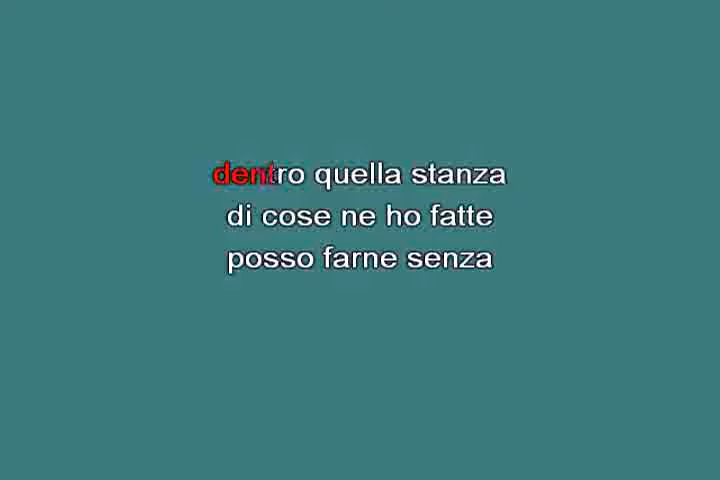 dentro quella stanza
di cose ne ho fatte
posso farne senza